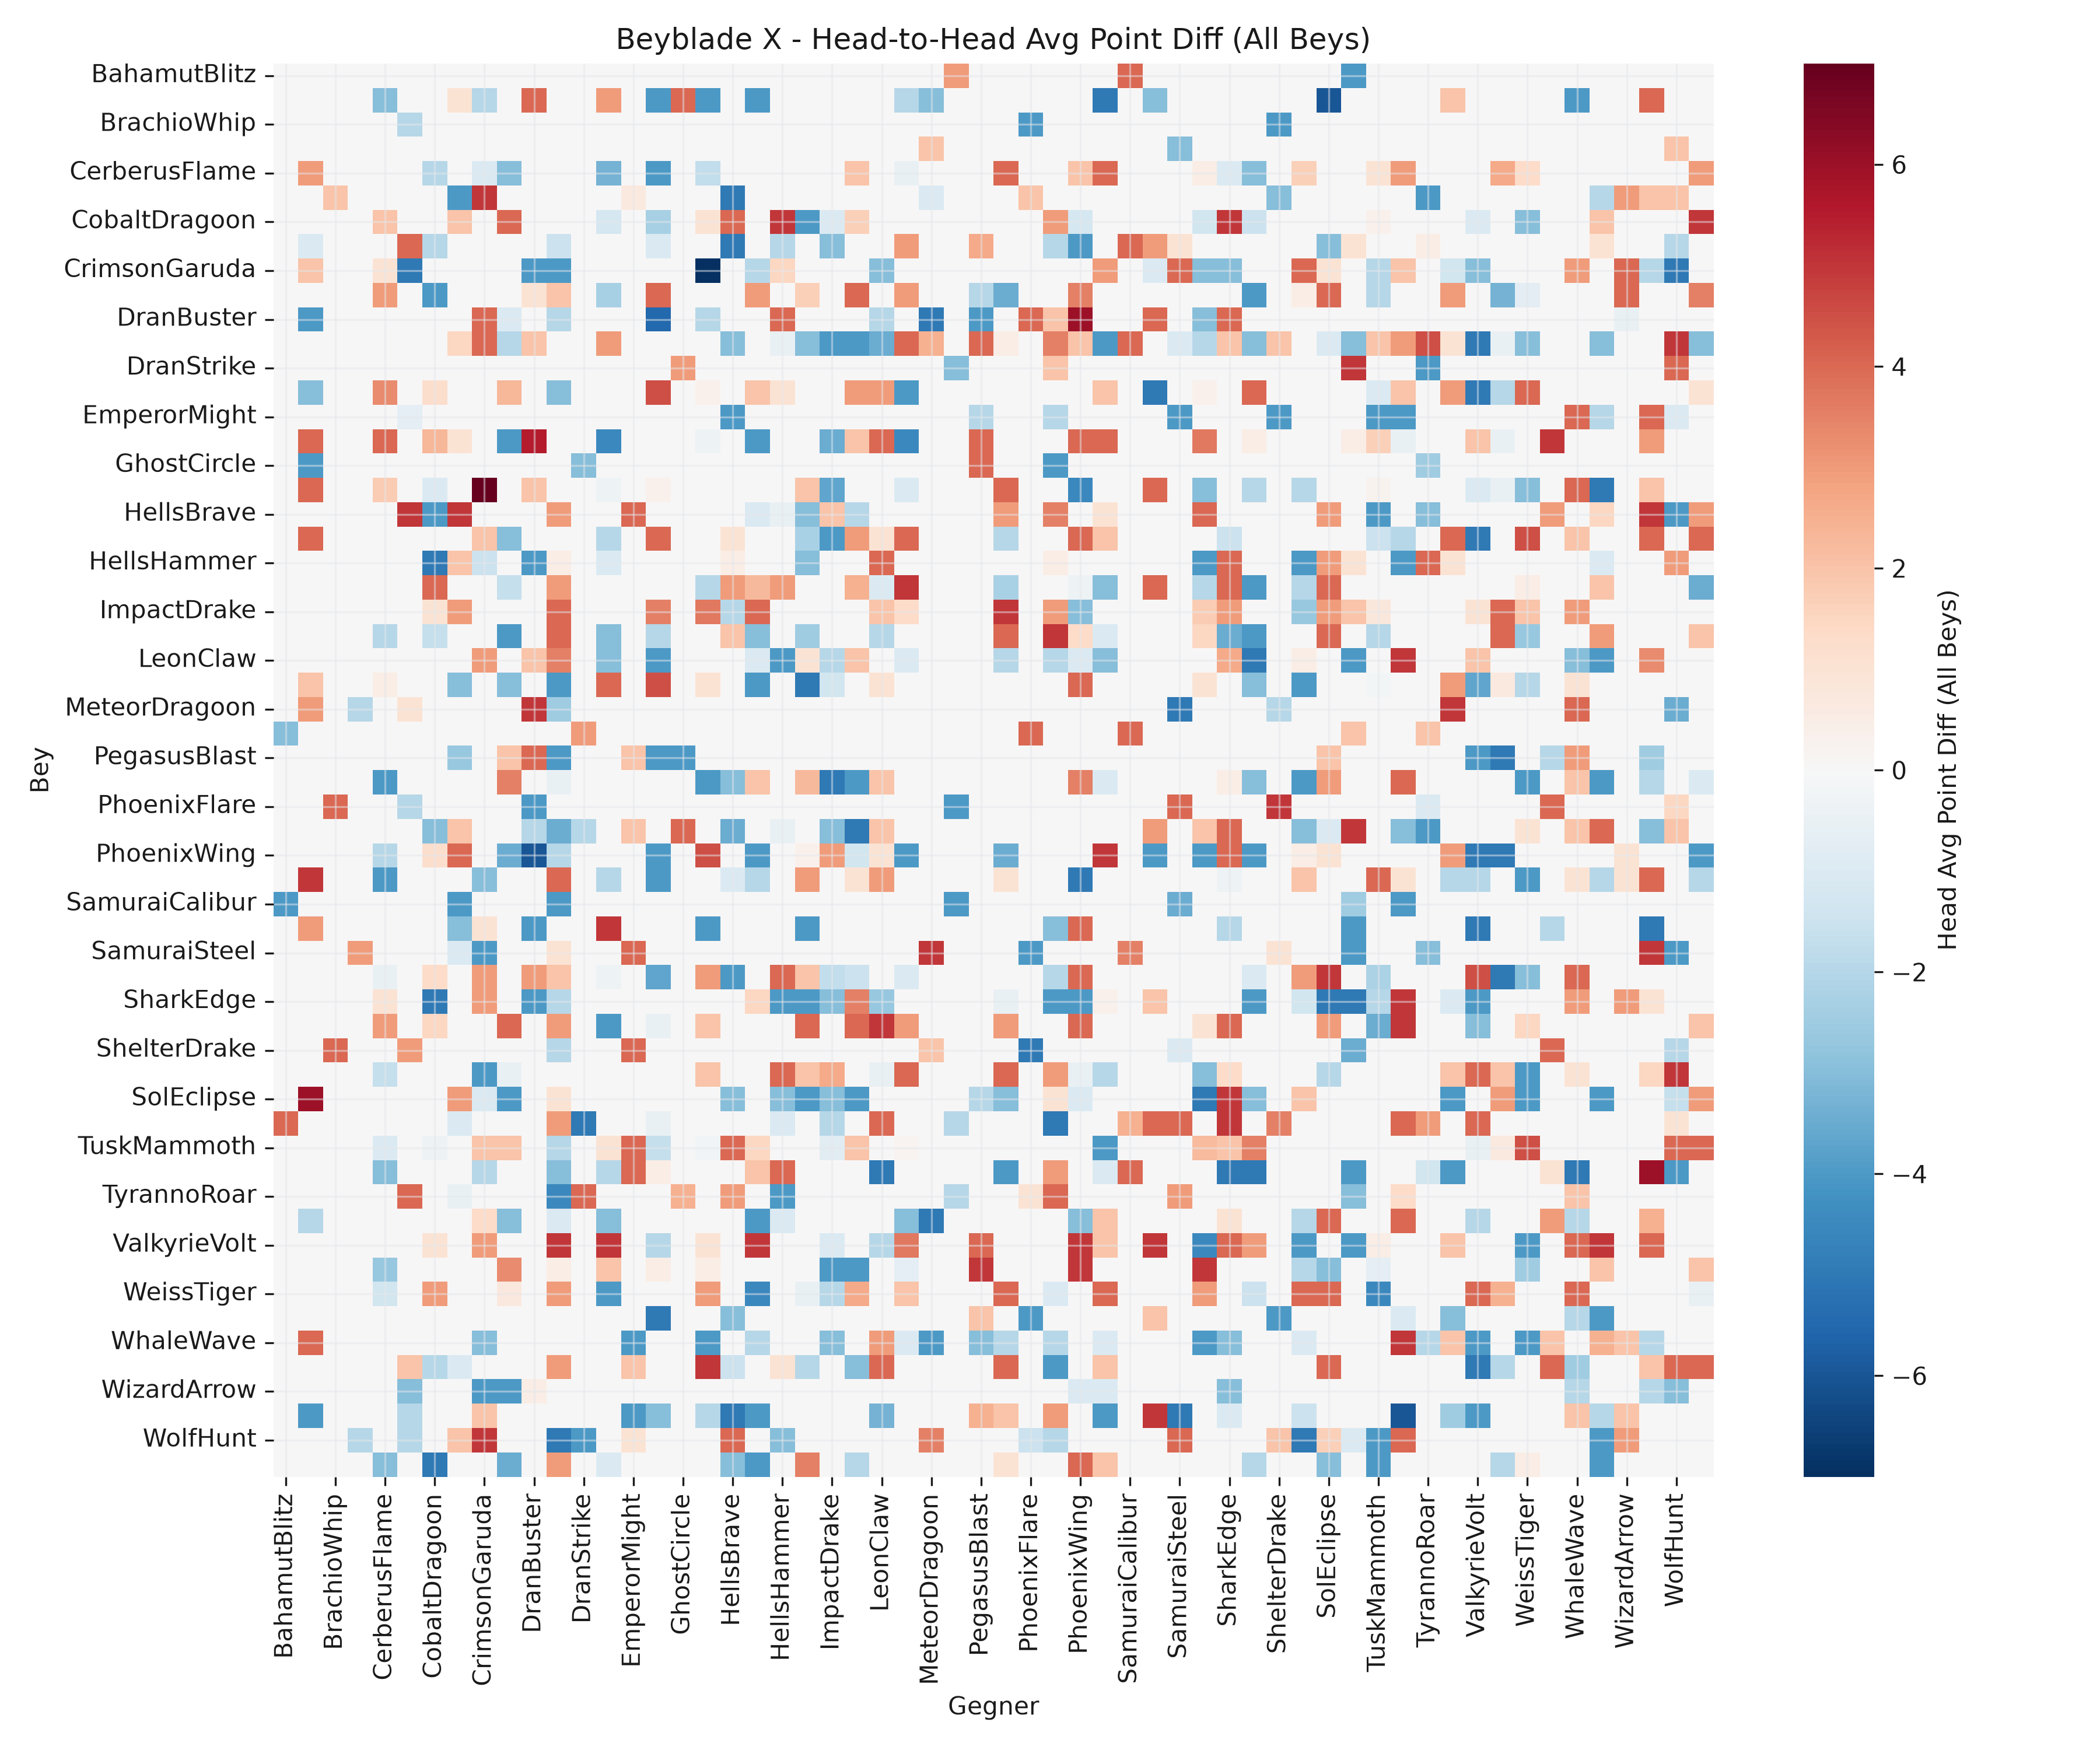 Beyblade X - Head-to-Head Avg Point Diff (All Beys)
BahamutBlitz
BrachioWhip
CerberusFlame
CobaltDragoon
CrimsonGaruda
DranBuster
DranStrike
EmperorMight
GhostCircle
HellsBrave
HellsHammer
ImpactDrake
LeonClaw
MeteorDragoon
PegasusBlast
PhoenixFlare
PhoenixWing
SamuraiCalibur
SamuraiSteel
SharkEdge
ShelterDrake
SolEclipse
TuskMammoth
TyrannoRoar
ValkyrieVolt
WeissTiger
WhaleWave
WizardArrow
WolfHunt
Bey
BahamutBlitz
BrachioWhip
CerberusFlame
CobaltDragoon
CrimsonGaruda
DranBuster
DranStrike
EmperorMight
GhostCircle
HellsBrave
HellsHammer
ImpactDrake
LeonClaw
MeteorDragoon
PegasusBlast
PhoenixFlare
PhoenixWing
SamuraiCalibur
SamuraiSteel
SharkEdge
ShelterDrake
SolEclipse
TuskMammoth
TyrannoRoar
ValkyrieVolt
WeissTiger
WhaleWave
WizardArrow
WolfHunt
Gegner
6
4
2
0
−2
−4
−6
Head Avg Point Diff (All Beys)